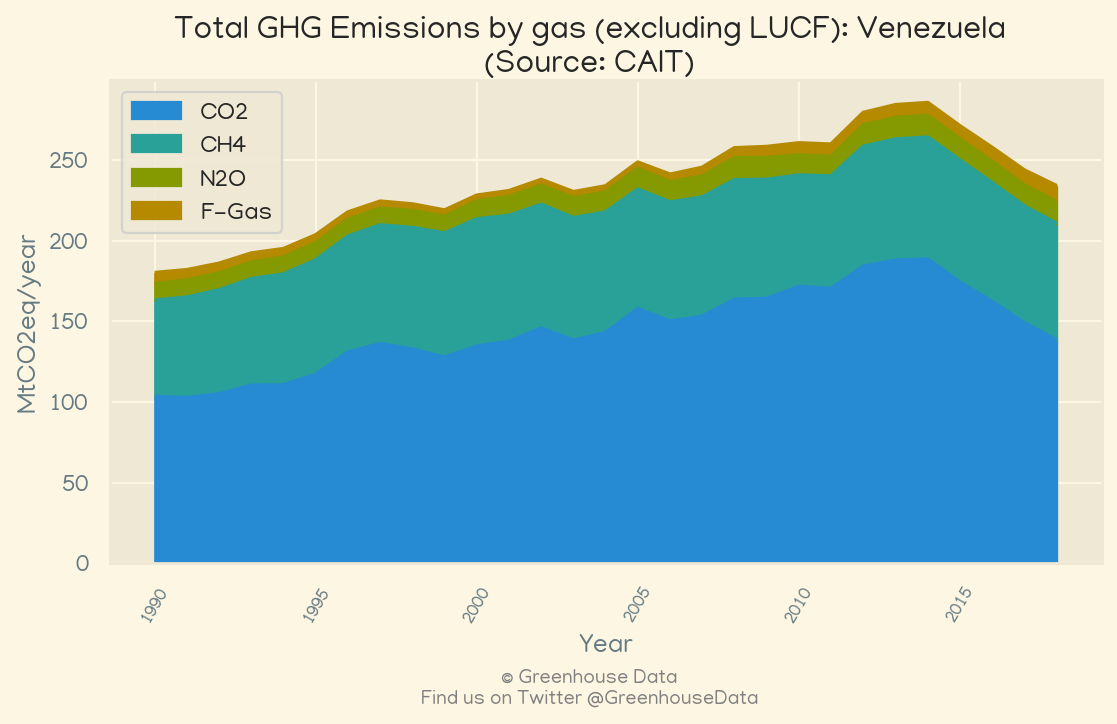 Total GHG Emissions by gas (excluding LUCF): Venezuela
(Source: CAIT)
CO2
CH4
N2O
F-Gas
MtCO2eq/year
250
200
150
100
50
0
1990
1995
2000
2005
2010
2015
Year
© Greenhouse Data
Find us on Twitter @GreenhouseData